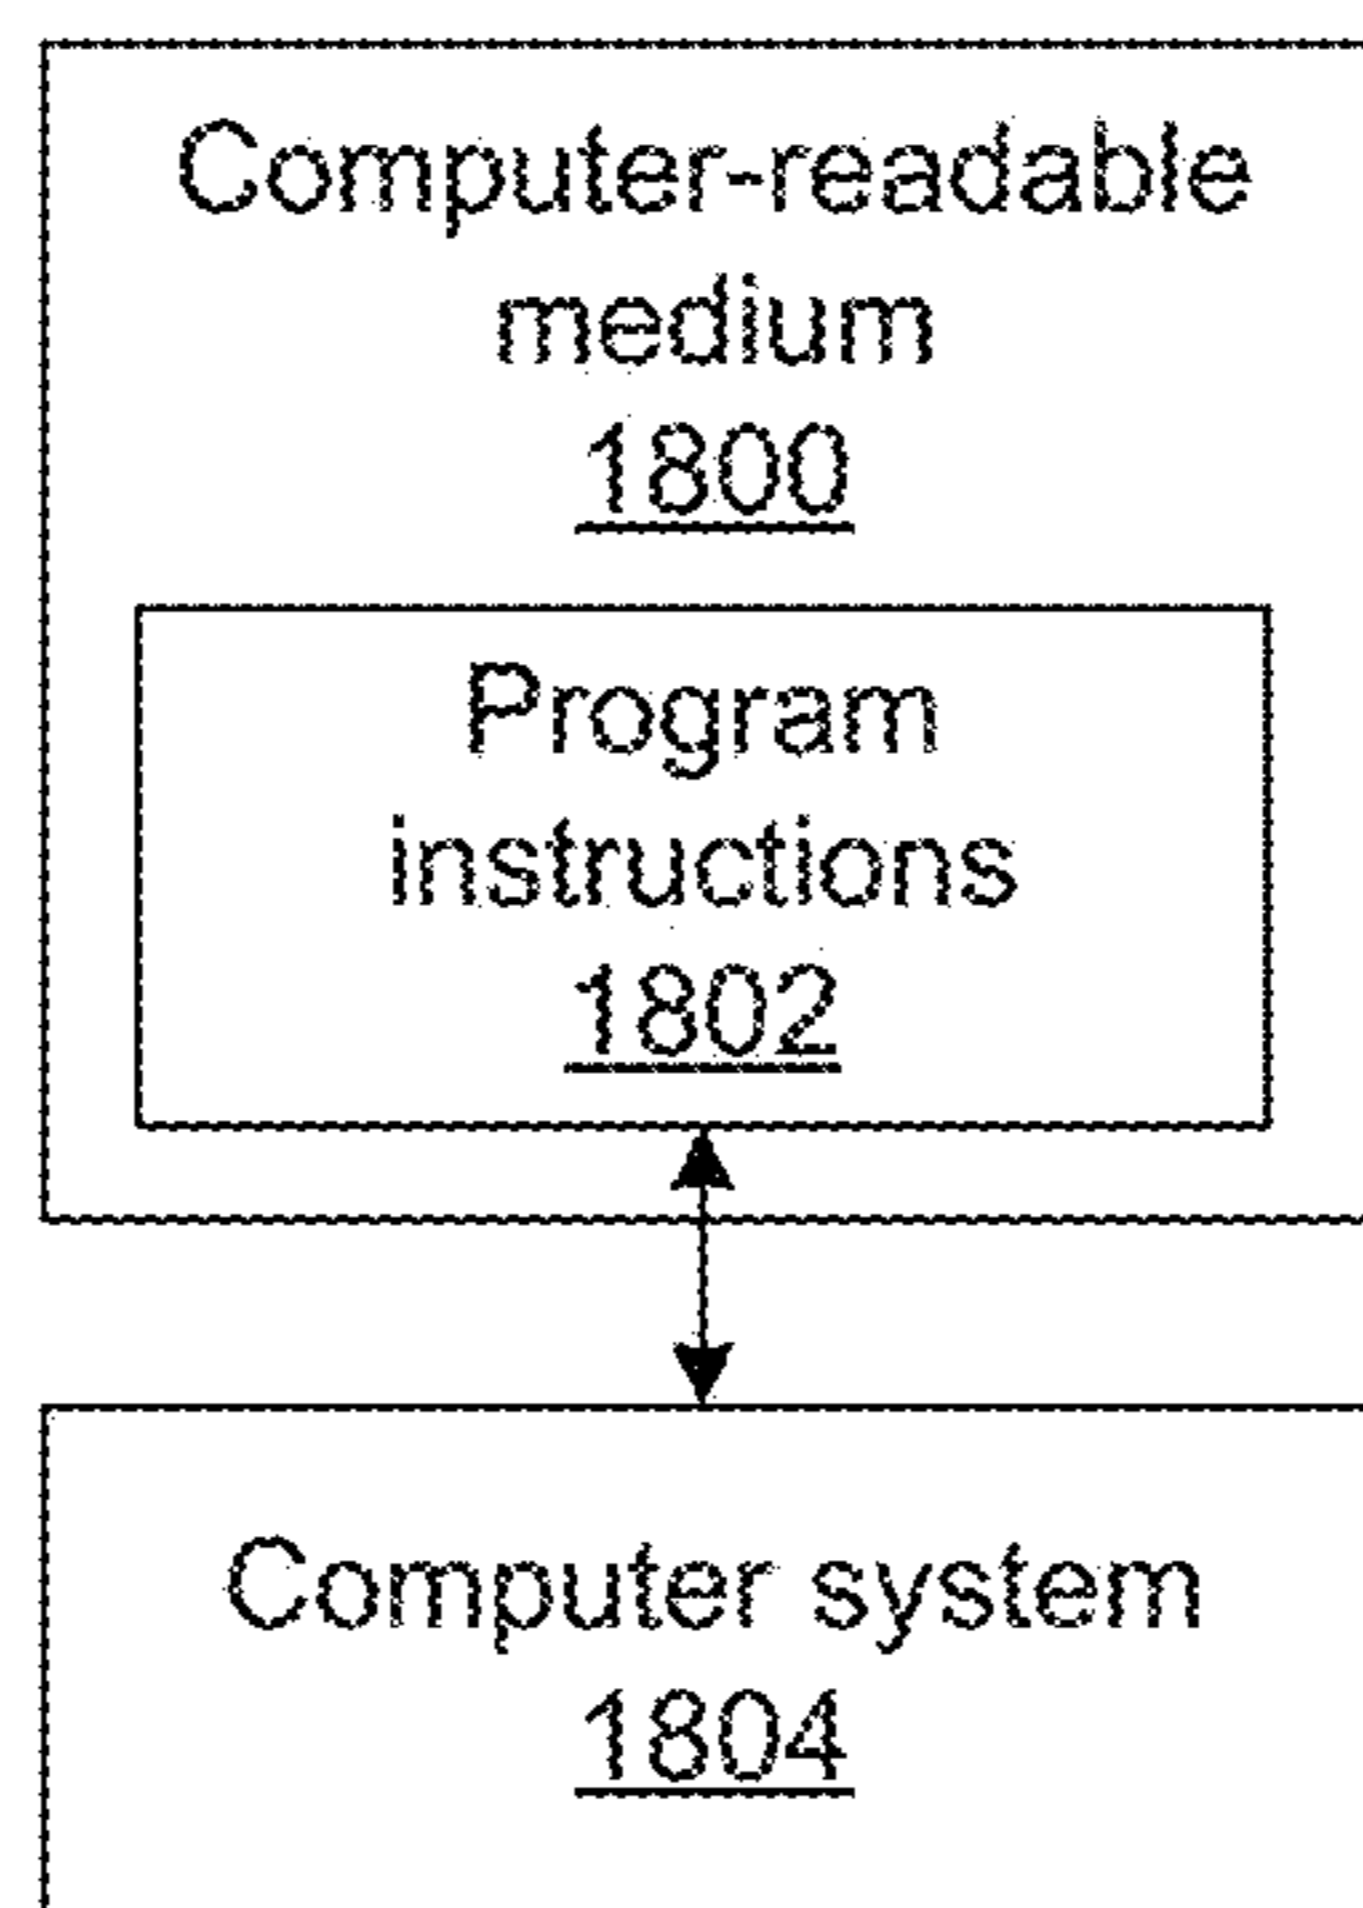 Computer-readable
medium
1800
Program
instructions
1802
Computer system
1804